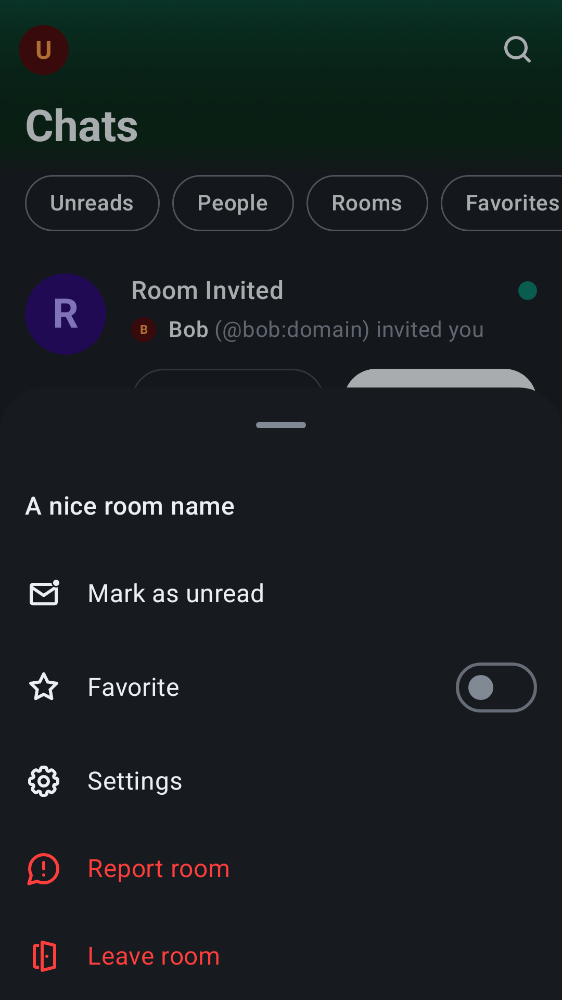 U
Chats
Unreads People Rooms Favorites
R
Room Invited
B Bob (@bob:domain) invited you
A nice room name
Mark as unread
Favorite
Settings
Report room
Leave room